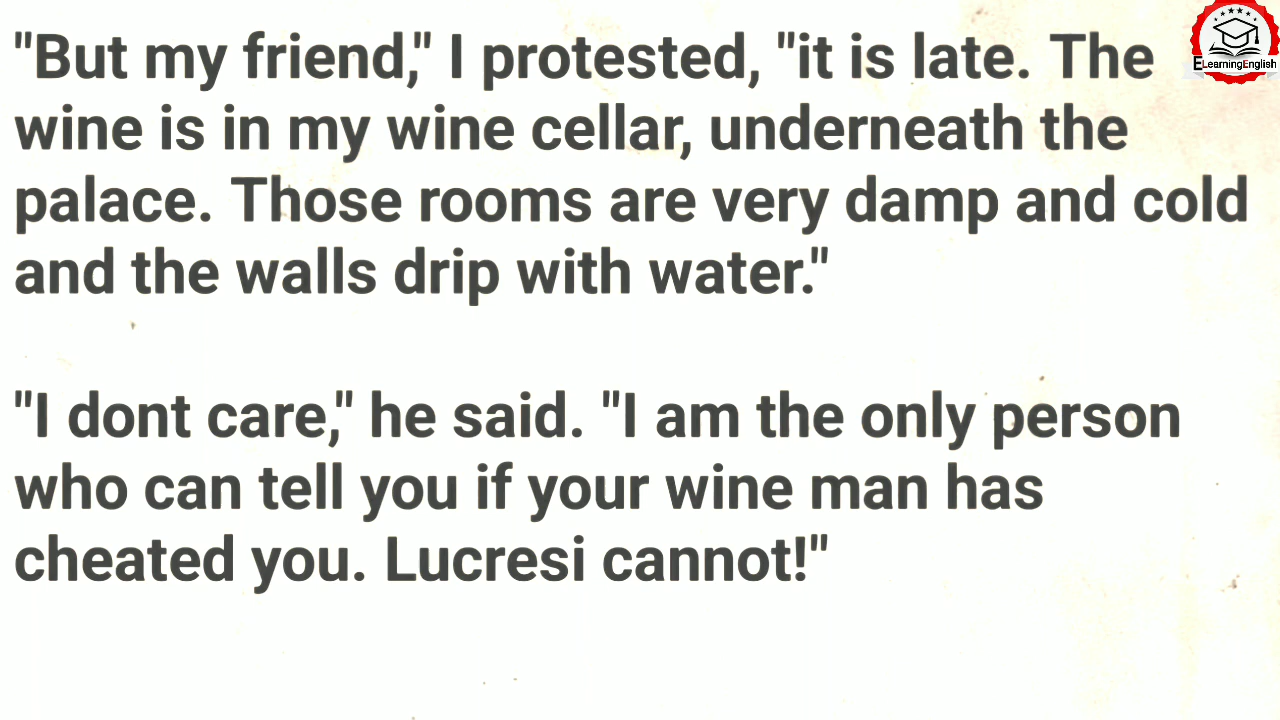 "But my friend," I protested, "it is late. The
wine is in my wine cellar, underneath the
palace. Those rooms are very damp and cold
and the walls drip with water."
"I dont care," he said. "I am the only person
who can tell you if your wine man has
cheated you. Lucresi cannot!"
ELearningEnglish